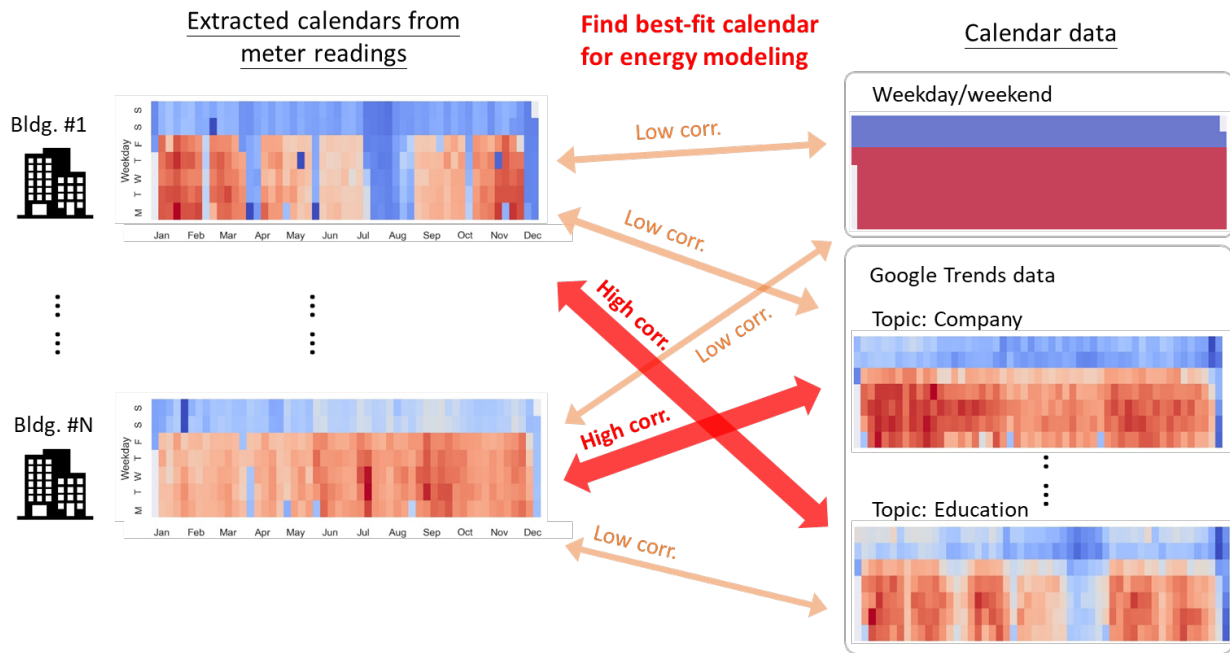 Extracted calendars from
meter readings
Find best-fit calendar
for energy modeling
Calendar data
Bldg. #1
Weekday
S
S
F
T
W
T
M
Jan Feb Mar Apr May Jun Jul Aug Sep Oct Nov Dec
Low corr.
Low corr.
High corr.
Low corr.
High corr.
Low corr.
Weekday/weekend
Google Trends data
Topic: Company
Topic: Education
Bldg. #N
Weekday
S
S
F
T
W
T
M
Jan Feb Mar Apr May Jun Jul Aug Sep Oct Nov Dec